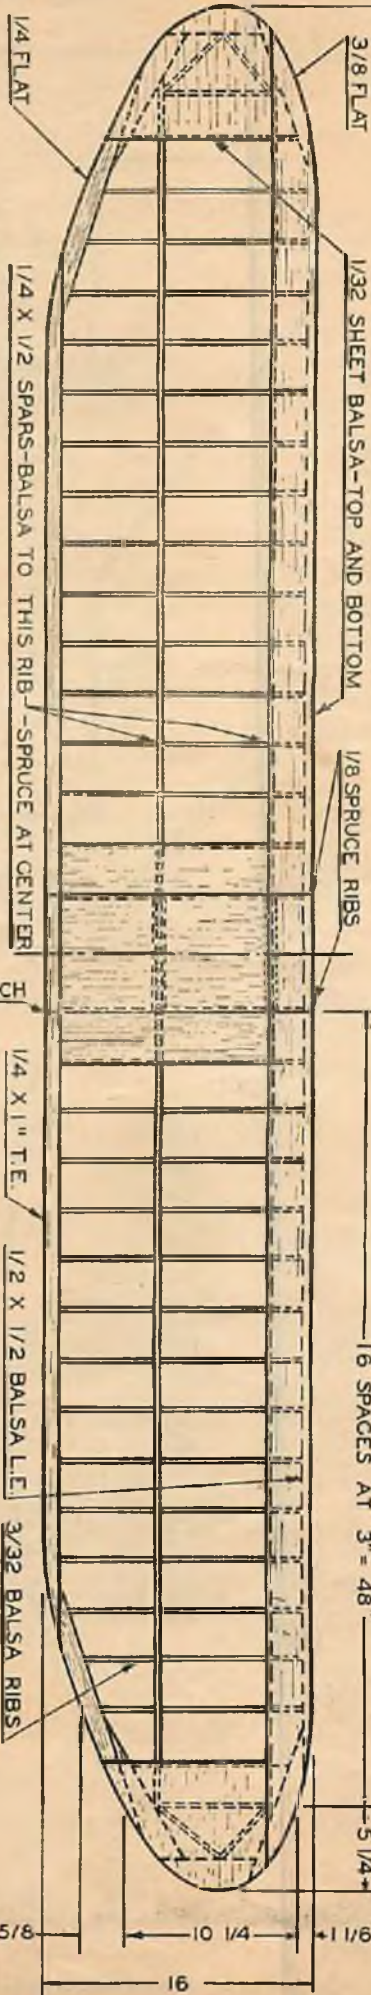 3/8 FLAT
1/32 SHEET BALSA-TOP AND BOTTOM
1/8 SPRUCE RIBS
16 SPACES AT 3" = 48
5 1/4
1/4 FLAT
1/4 X 1/2 SPARS-BALSA TO THIS RIB-SPRUCE AT CENTER
1/4 X 1" T.E.
1/2 X 1/2 BALSA L.E.
3/32 BALSA RIBS
5/8
10 1/4
1 1/6
16